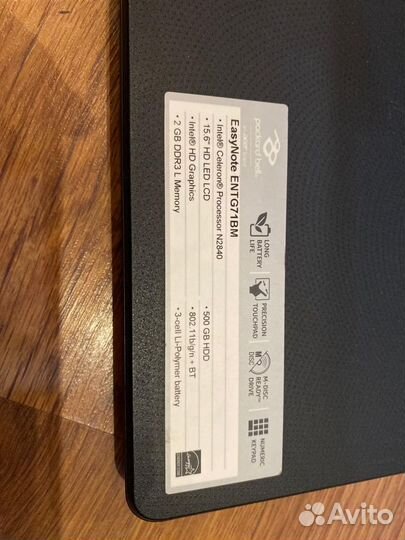 packard bell
EasyNote ENTG71BM
• Intel® Celeron® Processor N2840
• 15.6" HD LED LCD
• Intel® HD Graphics
• 2 GB DDR3 L Memory
• 500 GB HDD
• 802.11b/g/n + BT
• 3-cell Li-Polymer battery
LONG
BATTERY
LIFE
PRECISION
TOUCHPAD
M-DISC
READY™
DRIVE
NUMERIC
KEYPAD
Avito